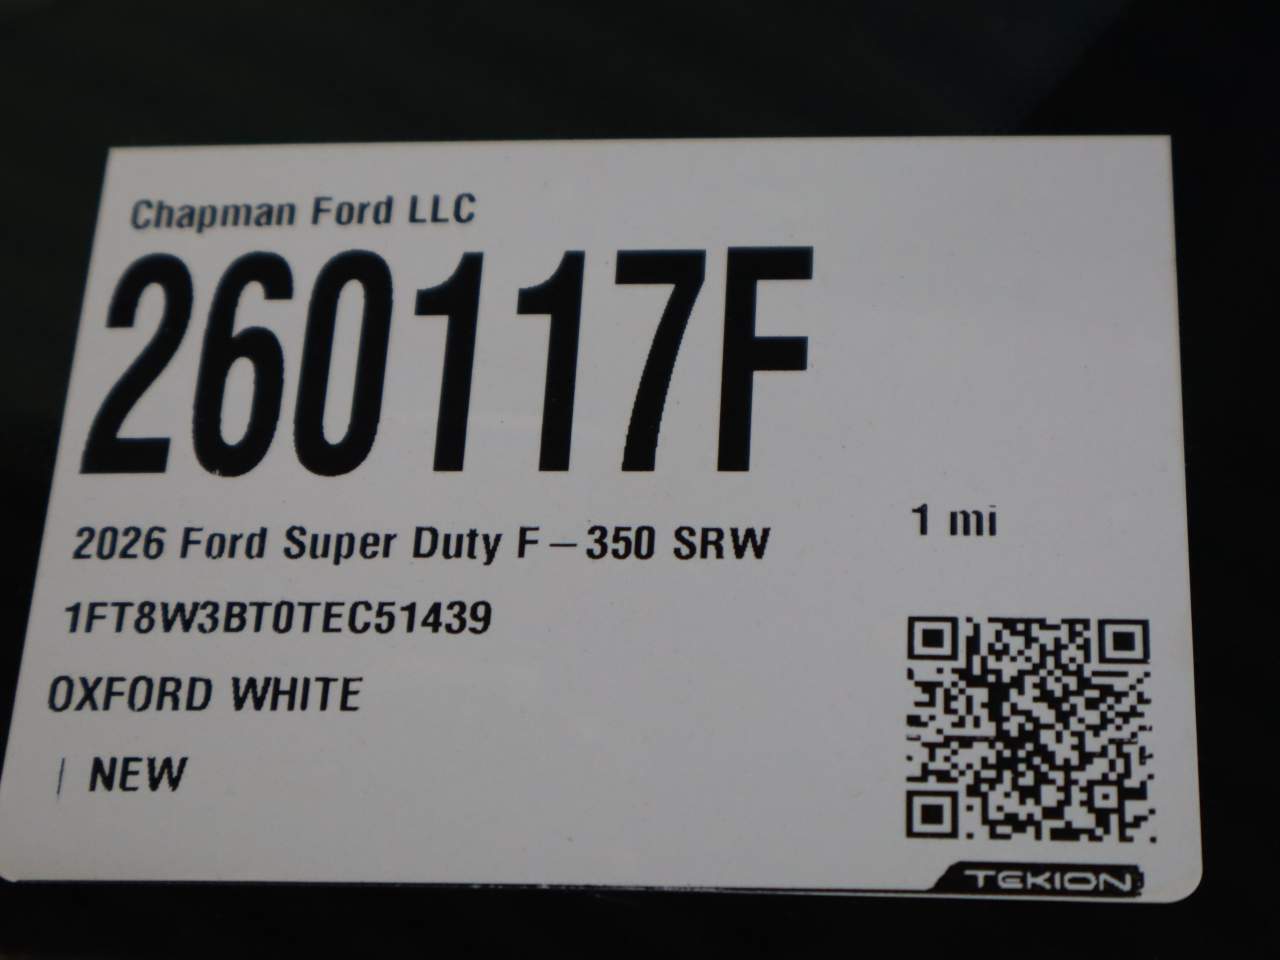 Chapman Ford LLC
260117F
2026 Ford Super Duty F-350 SRW
1 mi
1FT8W3BT0TEC51439
OXFORD WHITE
| NEW
TEKION